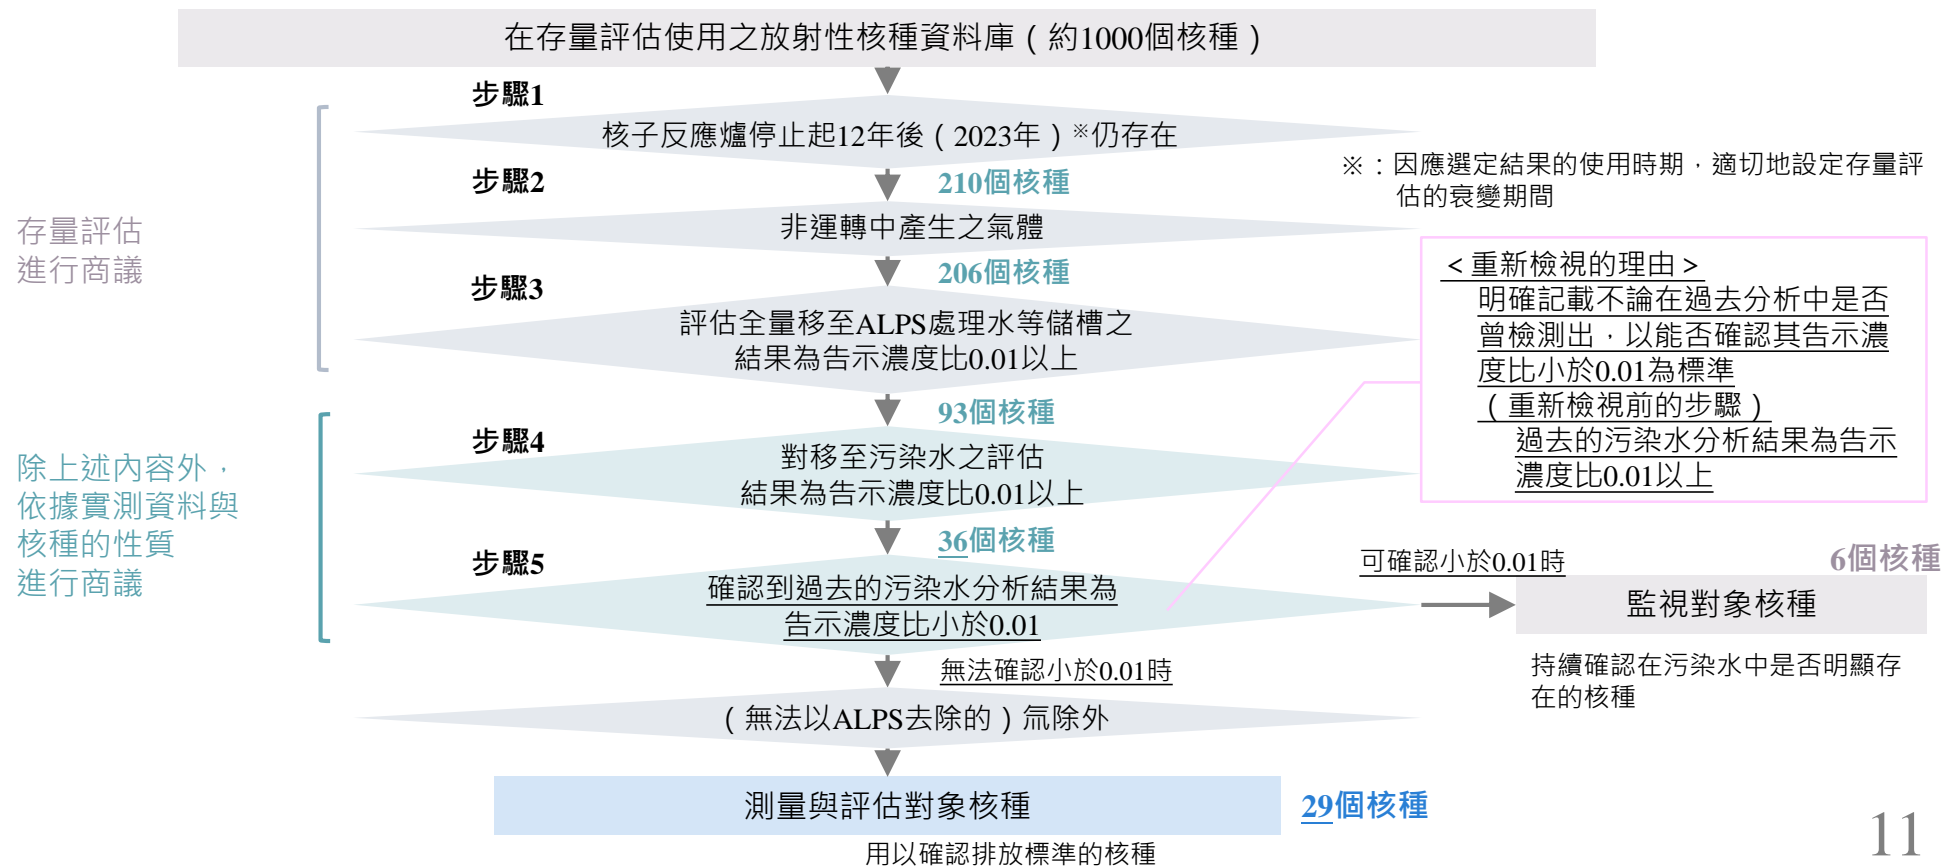 在存量評估使用之放射性核種資料庫（約1000個核種）
步驟1
核子反應爐停止起12年後（2023年）※仍存在
※：因應選定結果的使用時期，適切地設定存量評
估的衰變期間
步驟2
210個核種
非運轉中產生之氣體
存量評估
進行商議
206個核種
步驟3
評估全量移至ALPS處理水等儲槽之
結果為告示濃度比0.01以上
＜重新檢視的理由＞
明確記載不論在過去分析中是否
曾檢測出，以能否確認其告示濃
度比小於0.01為標準
（重新檢視前的步驟）
過去的污染水分析結果為告示
濃度比0.01以上
93個核種
步驟4
對移至污染水之評估
結果為告示濃度比0.01以上
除上述內容外，
依據實測資料與
核種的性質
進行商議
36個核種
步驟5
確認到過去的污染水分析結果為
告示濃度比小於0.01
可確認小於0.01時
6個核種
監視對象核種
持續確認在污染水中是否明顯存
在的核種
無法確認小於0.01時
（無法以ALPS去除的）氚除外
測量與評估對象核種
29個核種
用以確認排放標準的核種
11